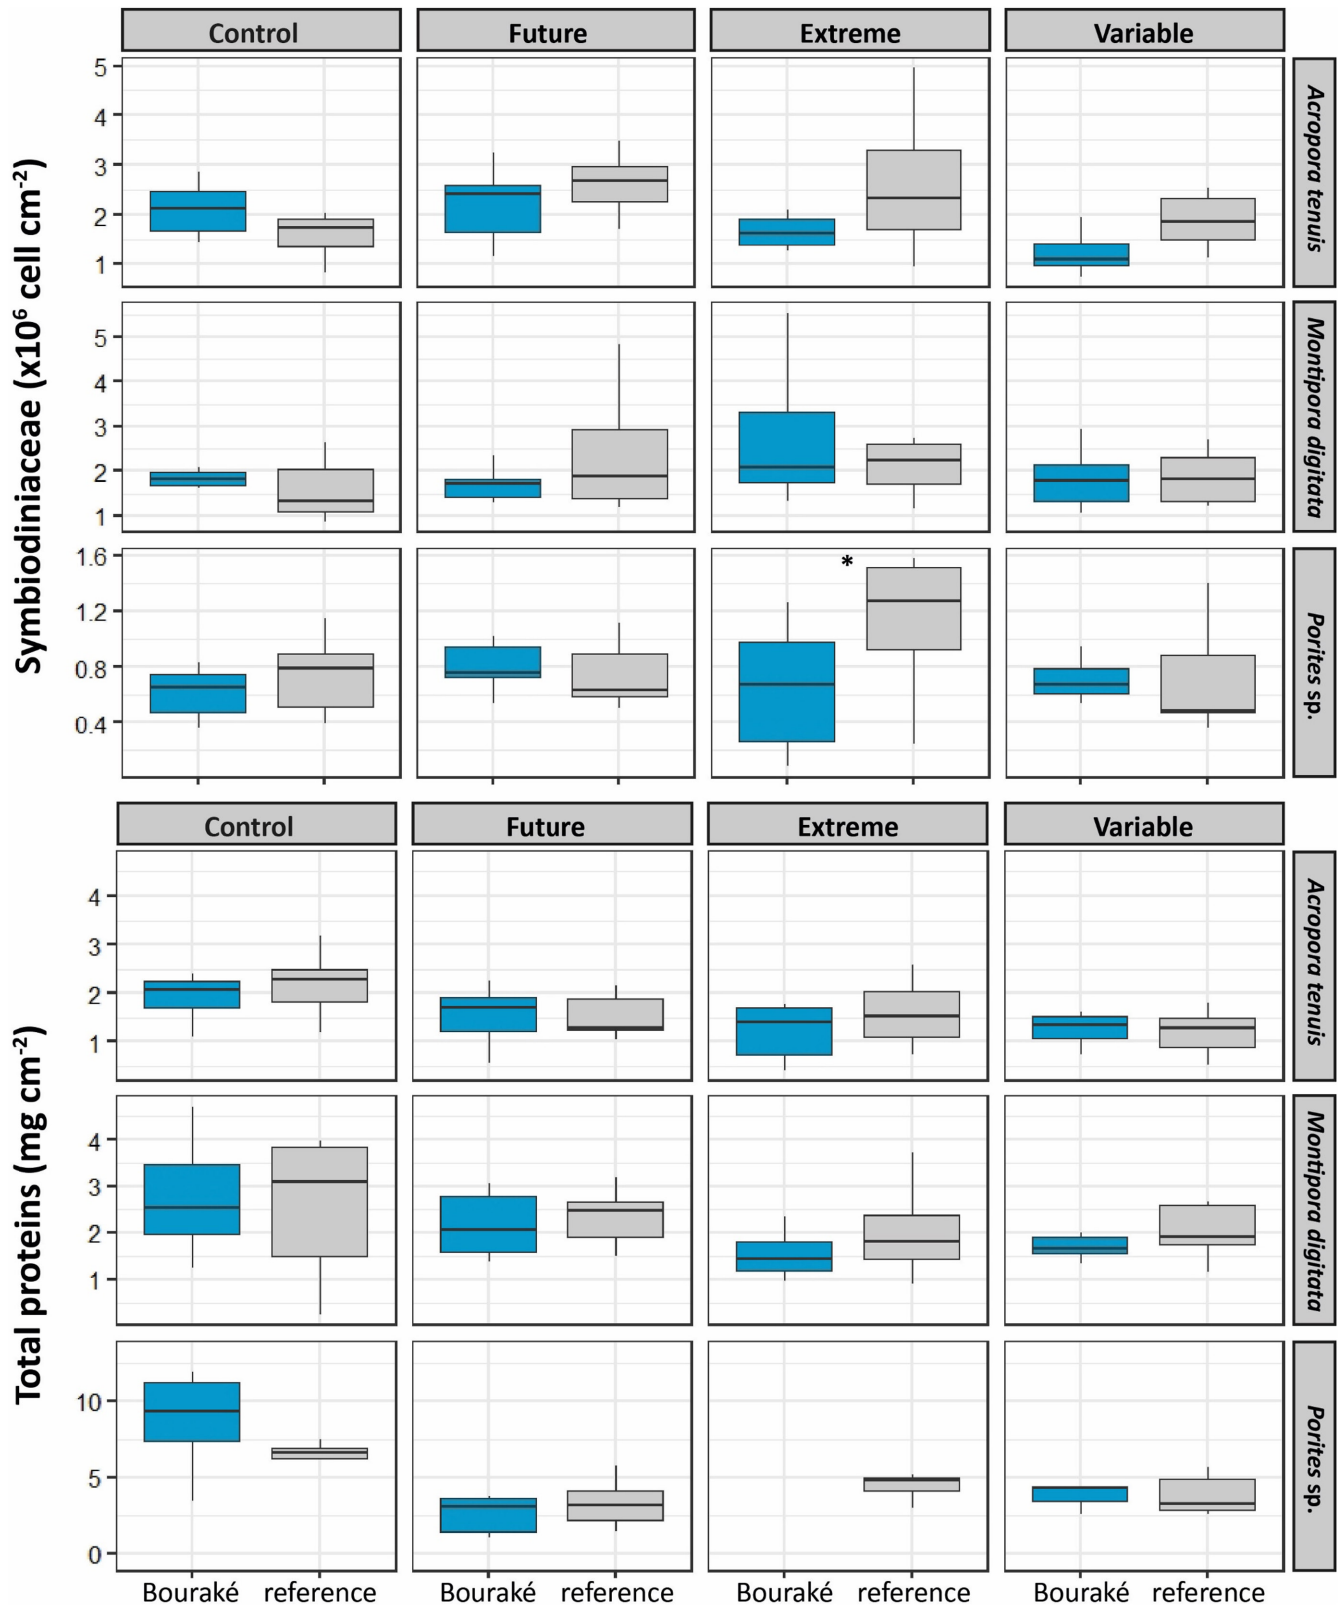 Control Future Extreme Variable
Symbiodiniaceae (x10⁶ cell cm⁻²)
5
4
3
2
1
Acropora tenuis
5
4
3
2
1
Montipora digitata
1.6
1.2
0.8
0.4
*
Porites sp.
Control Future Extreme Variable
Total proteins (mg cm⁻²)
4
3
2
1
Acropora tenuis
4
3
2
1
Montipora digitata
10
5
0
Porites sp.
Bouraké reference Bouraké reference Bouraké reference Bouraké reference